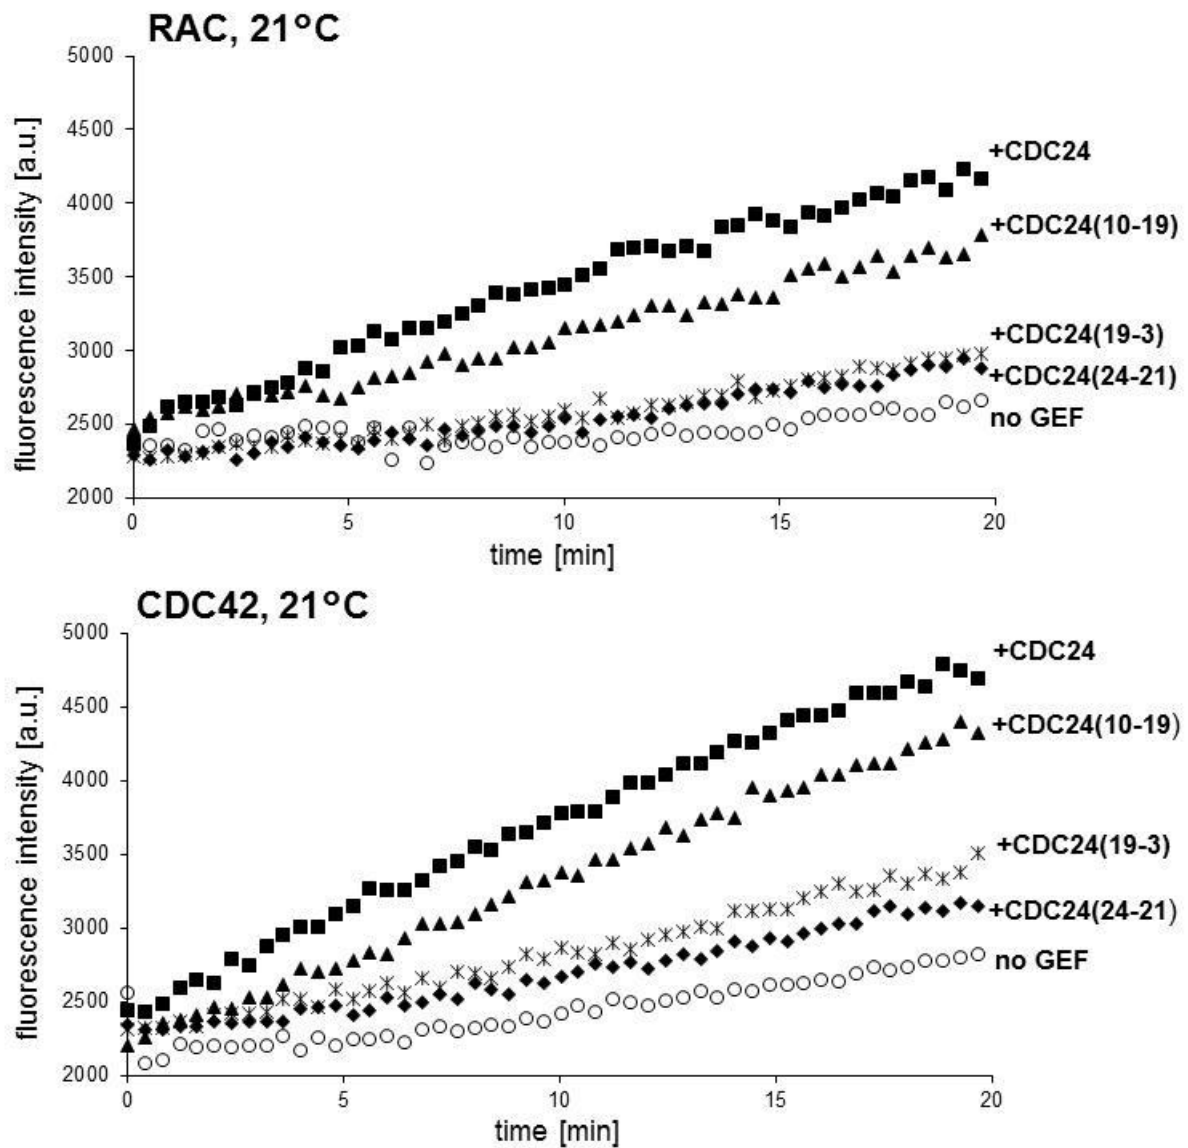 RAC, 21°C
fluorescence intensity [a.u.]
5000
4500
4000
3500
3000
2500
2000
0
5
10
15
20
time [min]
+CDC24
+CDC24(10-19)
+CDC24(19-3)
+CDC24(24-21)
no GEF
CDC42, 21°C
fluorescence intensity [a.u.]
5000
4500
4000
3500
3000
2500
2000
0
5
10
15
20
time [min]
+CDC24
+CDC24(10-19)
+CDC24(19-3)
+CDC24(24-21)
no GEF